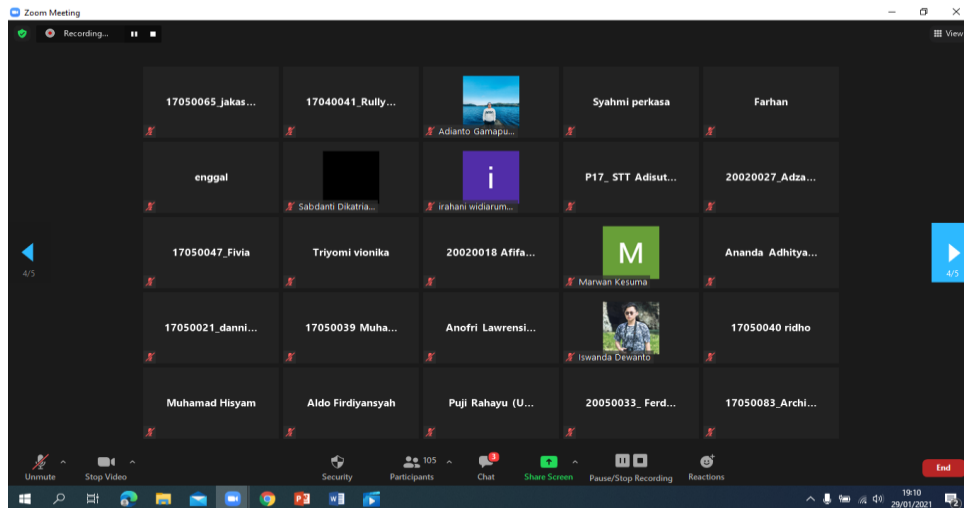 Zoom Meeting
Recording...
View
17050065_jakas...
17040041_Rully...
Adianto Gamapu...
Syahmi perkasa
Farhan
enggal
Sabdanti Dikatria...
i
irahani widiarum...
P17_ STT Adisut...
20020027_Adza...
17050047_Fivia
Triyomi vionika
20020018 Afifa...
M
Marwan Kesuma
Ananda Adhitya...
4/5
4/5
17050021_danni...
17050039 Muha...
Anofri Lawrensi...
Iswanda Dewanto
17050040 ridho
Muhamad Hisyam
Aldo Firdiyansyah
Puji Rahayu (U...
20050033_ Ferd...
17050083_Archi...
Unmute
Stop Video
Security
105
Participants
3
Chat
Share Screen
Pause/Stop Recording
Reactions
End
19:10
29/01/2021
2